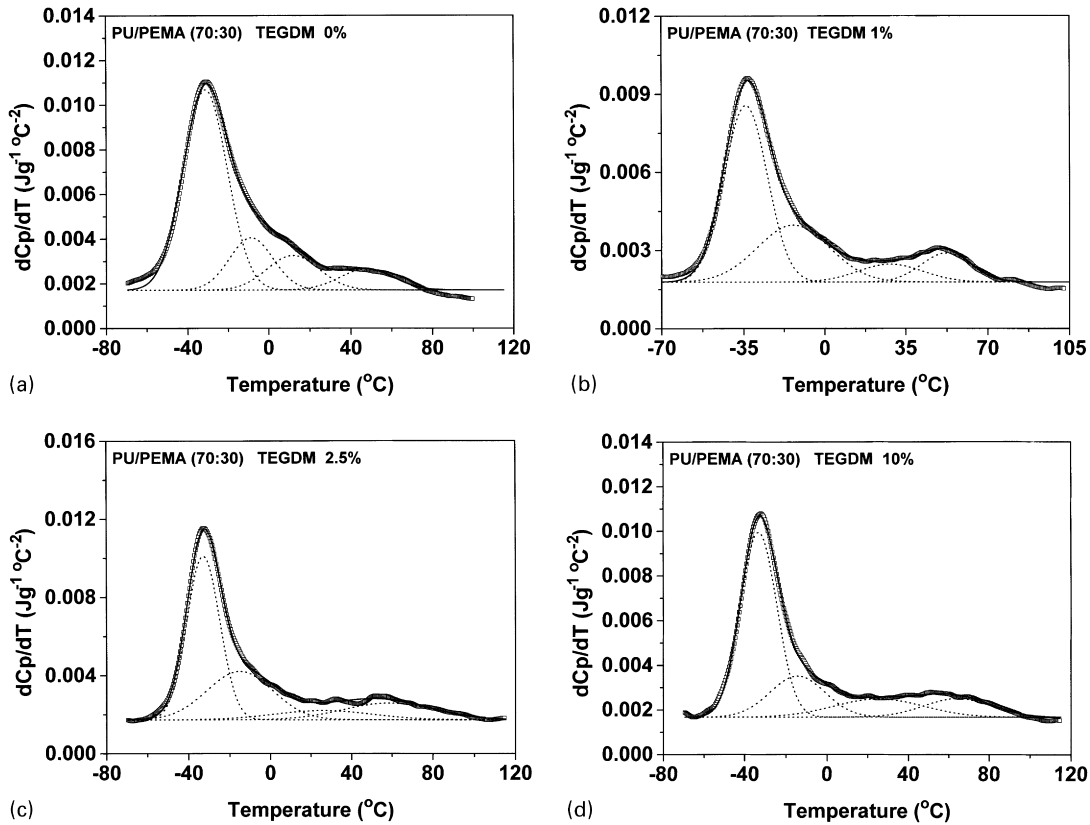 PU/PEMA (70:30) TEGDM 0%
dCp/dT (Jg⁻¹ °C⁻²)
0.014
0.012
0.010
0.008
0.006
0.004
0.002
0.000
-80 -40 0 40 80 120
Temperature (°C)
(a)
PU/PEMA (70:30) TEGDM 1%
dCp/dT (Jg⁻¹ °C⁻²)
0.012
0.009
0.006
0.003
0.000
-70 -35 0 35 70 105
Temperature (°C)
(b)
PU/PEMA (70:30) TEGDM 2.5%
dCp/dT (Jg⁻¹ °C⁻²)
0.016
0.012
0.008
0.004
0.000
-80 -40 0 40 80 120
Temperature (°C)
(c)
PU/PEMA (70:30) TEGDM 10%
dCp/dT (Jg⁻¹ °C⁻²)
0.014
0.012
0.010
0.008
0.006
0.004
0.002
0.000
-80 -40 0 40 80 120
Temperature (°C)
(d)